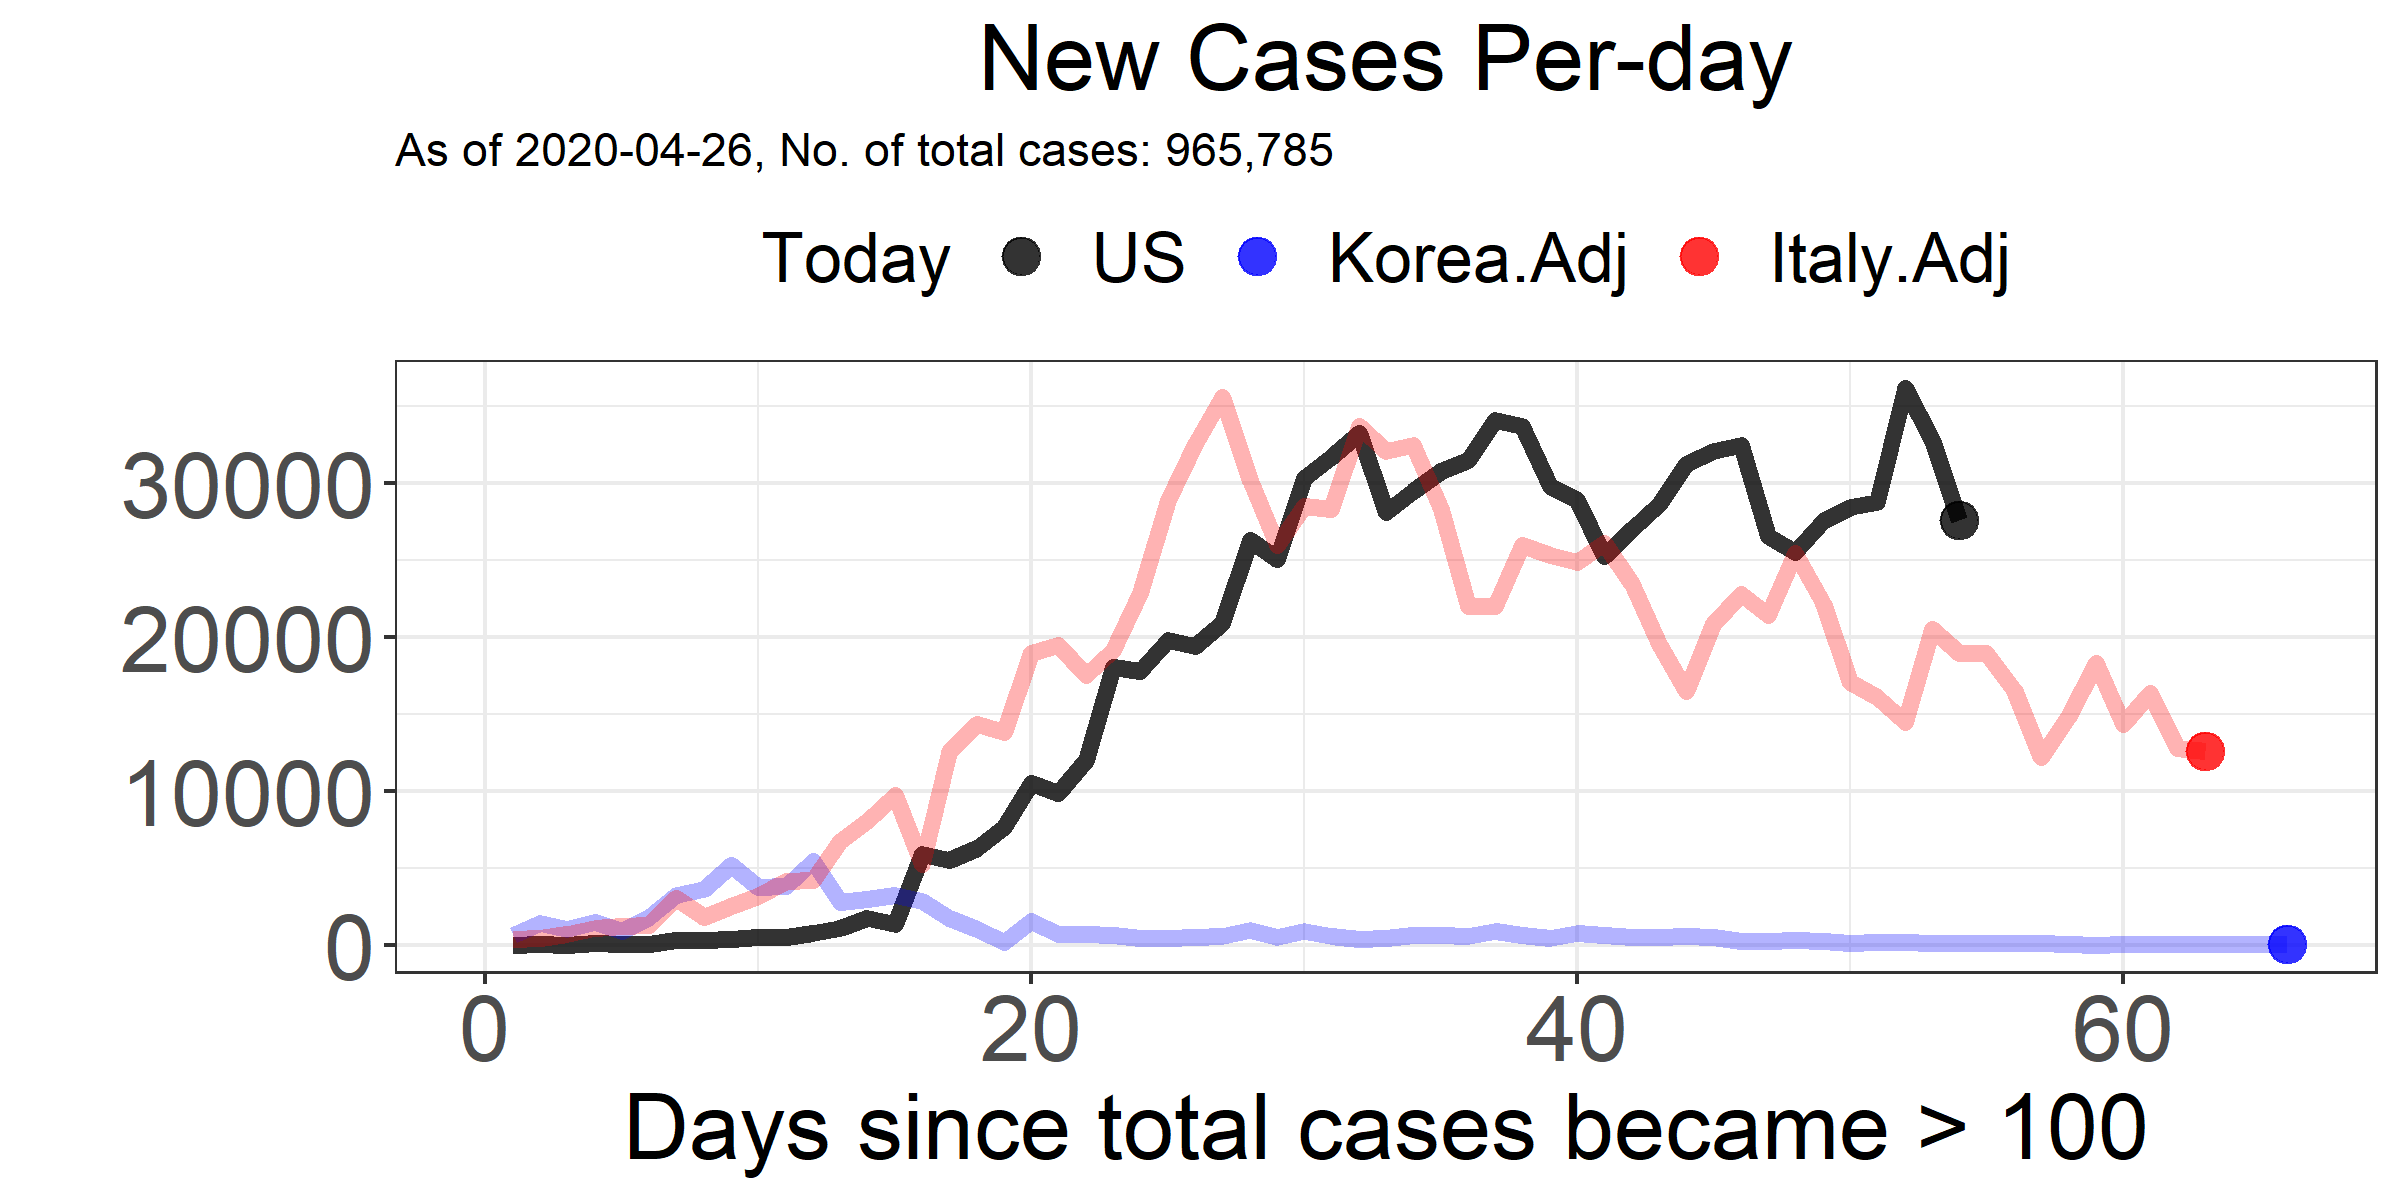 New Cases Per-day
As of 2020-04-26, No. of total cases: 965,785
Today US Korea.Adj Italy.Adj
30000
20000
10000
0
0 20 40 60
Days since total cases became > 100